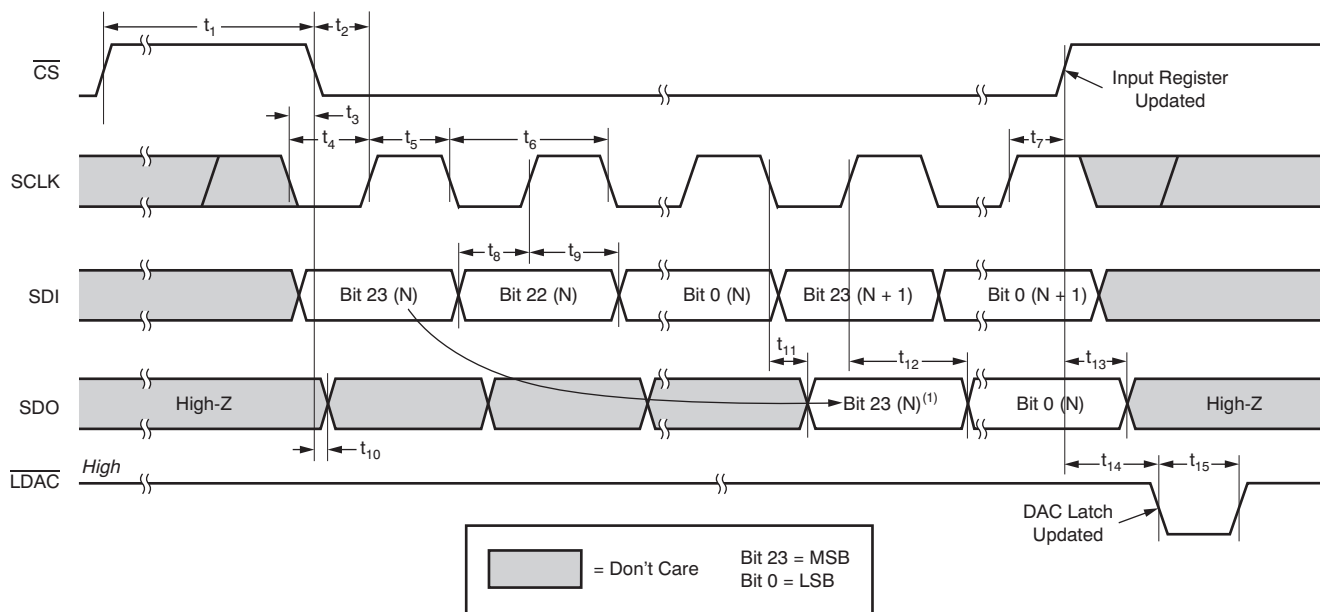 t1 t2
CS
Input Register
Updated
t3
t4 t5 t6 t7
SCLK
t8 t9
SDI
Bit 23 (N) Bit 22 (N) Bit 0 (N) Bit 23 (N + 1) Bit 0 (N + 1)
t11 t12 t13
SDO
High-Z Bit 23 (N)(1) Bit 0 (N) High-Z
t10
High
LDAC
t14 t15
DAC Latch
Updated
= Don't Care
Bit 23 = MSB
Bit 0 = LSB